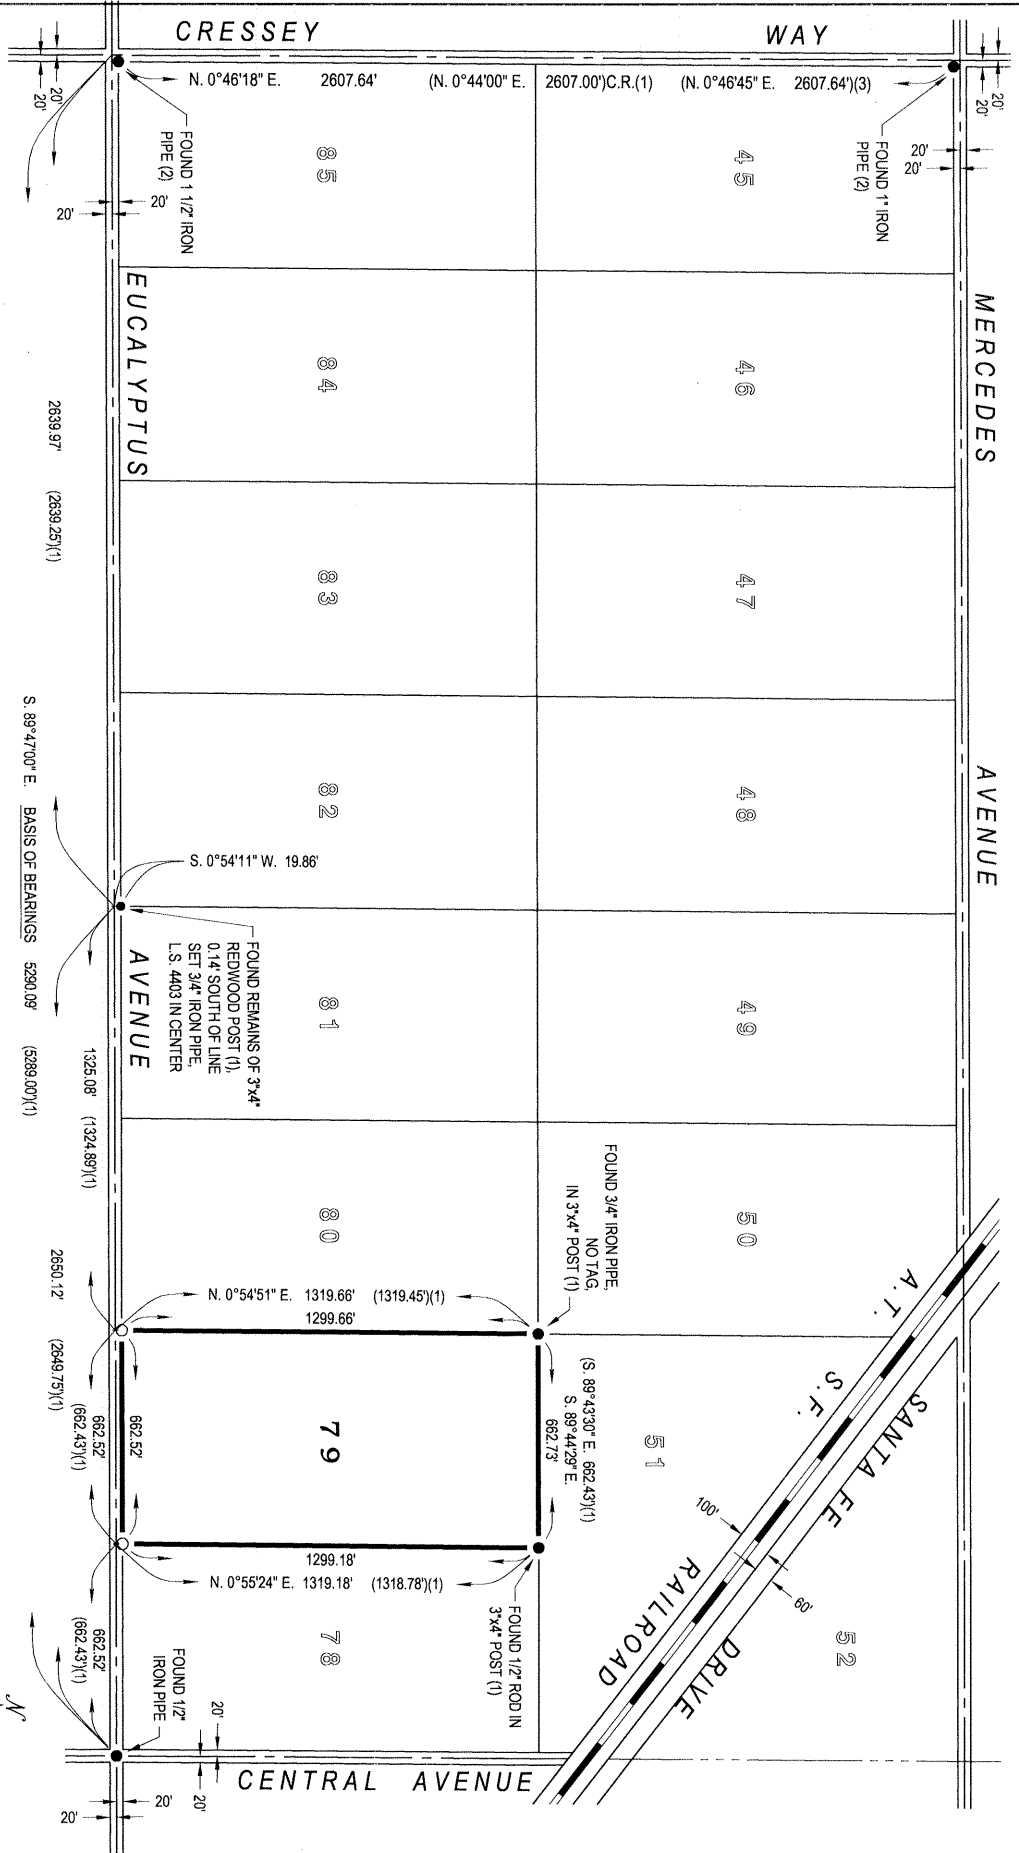 CRESSEY WAY
N. 0°46'18" E. 2607.64' (N. 0°44'00" E. 2607.00')C.R.(1) (N. 0°46'45" E. 2607.64')(3)
20'
20'
20'
20'
FOUND 1 1/2" IRON
PIPE (2)
20'
20'
FOUND 1" IRON
PIPE (2)
20'
20'
85
45
EUCALYPTUS
MERCEDES
84
46
2639.97' (2639.25')(1)
83
47
82
48
AVENUE
S. 89°47'00" E. BASIS OF BEARINGS 5290.09' (5289.00')(1)
S. 0°54'11" W. 19.86'
FOUND REMAINS OF 3"x4"
REDWOOD POST (1),
0.14' SOUTH OF LINE
SET 3/4" IRON PIPE,
L.S. 4403 IN CENTER
AVENUE
81
49
1325.08' (1324.89')(1)
80
50
FOUND 3/4" IRON PIPE,
NO TAG,
IN 3"x4" POST (1)
2650.12' (2649.75')(1)
N. 0°54'51" E. 1319.66' (1319.45')(1)
1299.66'
(S. 89°43'30" E. 662.43')(1)
S. 89°44'29" E.
662.73'
79
51
662.52'
662.52'
(662.43')(1)
1299.18'
N. 0°55'24" E. 1319.18' (1318.78')(1)
FOUND 1/2" ROD IN
3"x4" POST (1)
A.T. S.F. RAILROAD
SANTA FE DRIVE
100'
60'
78
52
662.52'
(662.43')(1)
FOUND 1/2"
IRON PIPE
20'
20'
CENTRAL AVENUE
20'
20'
N